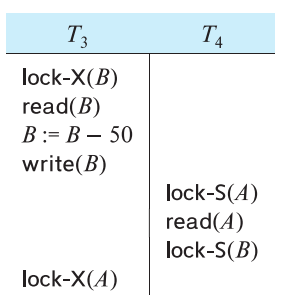 T₃ T₄
lock-X(B)
read(B)
B := B − 50
write(B)
lock-S(A)
read(A)
lock-S(B)
lock-X(A)